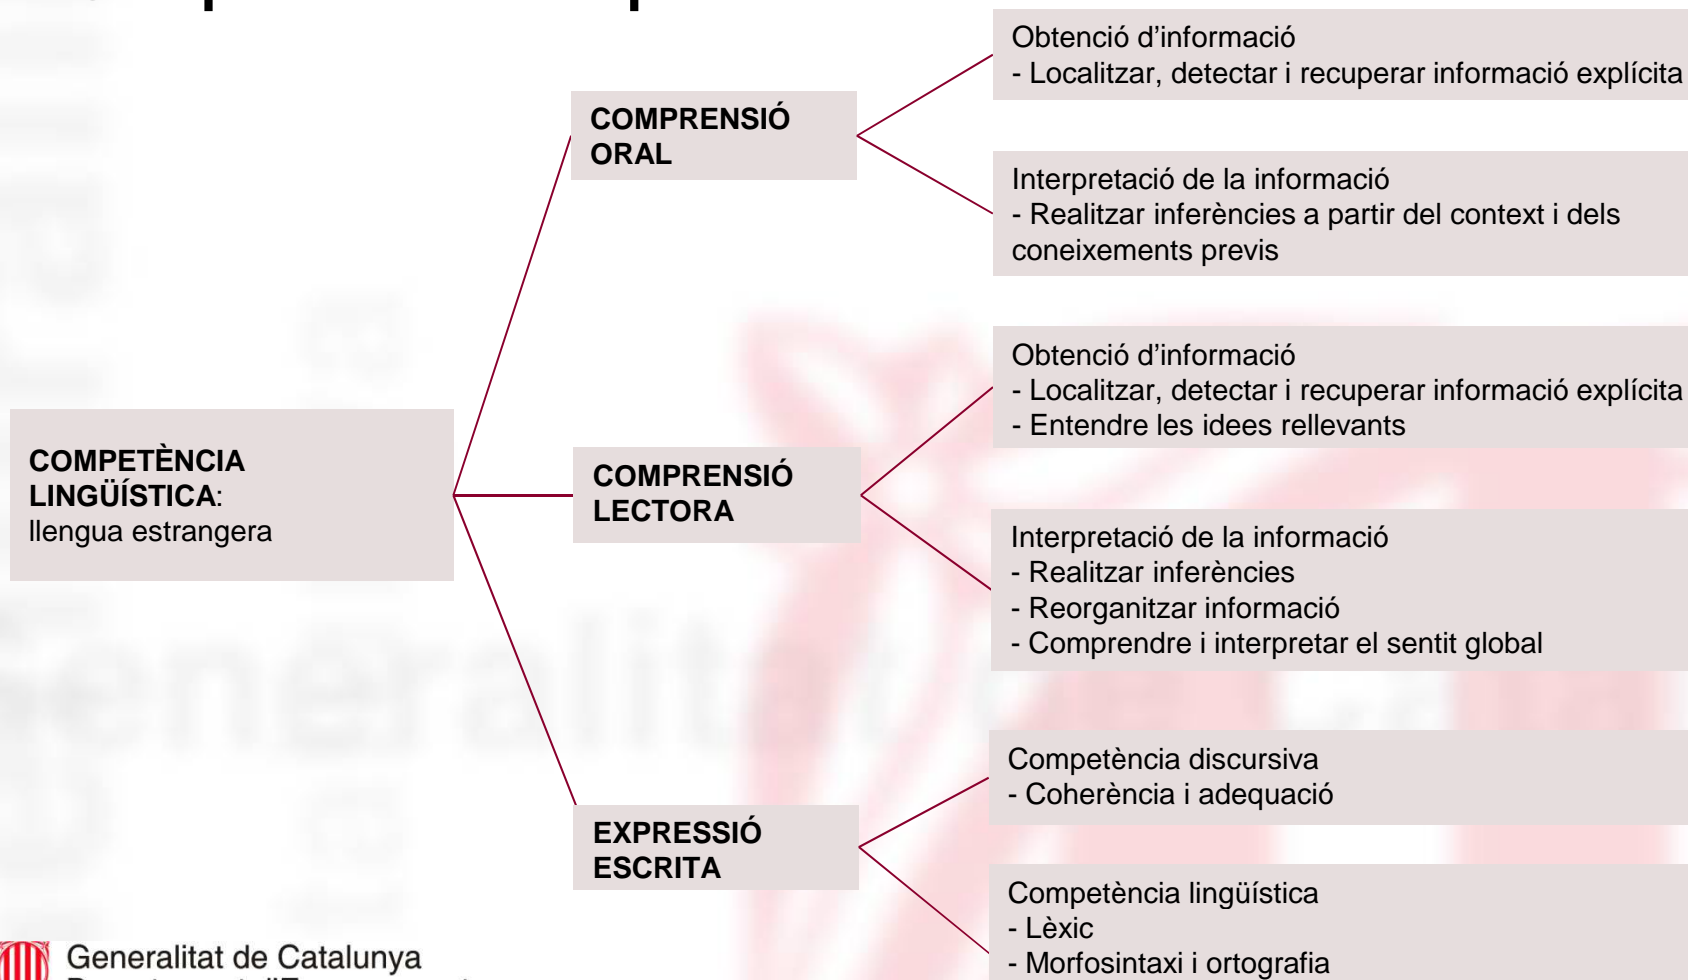 Obtenció d’informació
- Localitzar, detectar i recuperar informació explícita
COMPRENSIÓ
ORAL
Interpretació de la informació
- Realitzar inferències a partir del context i dels
coneixements previs
COMPETÈNCIA
LINGÜÍSTICA:
llengua estrangera
COMPRENSIÓ
LECTORA
Obtenció d’informació
- Localitzar, detectar i recuperar informació explícita
- Entendre les idees rellevants
Interpretació de la informació
- Realitzar inferències
- Reorganitzar informació
- Comprendre i interpretar el sentit global
EXPRESSIÓ
ESCRITA
Competència discursiva
- Coherència i adequació
Competència lingüística
- Lèxic
- Morfosintaxi i ortografia
Generalitat de Catalunya